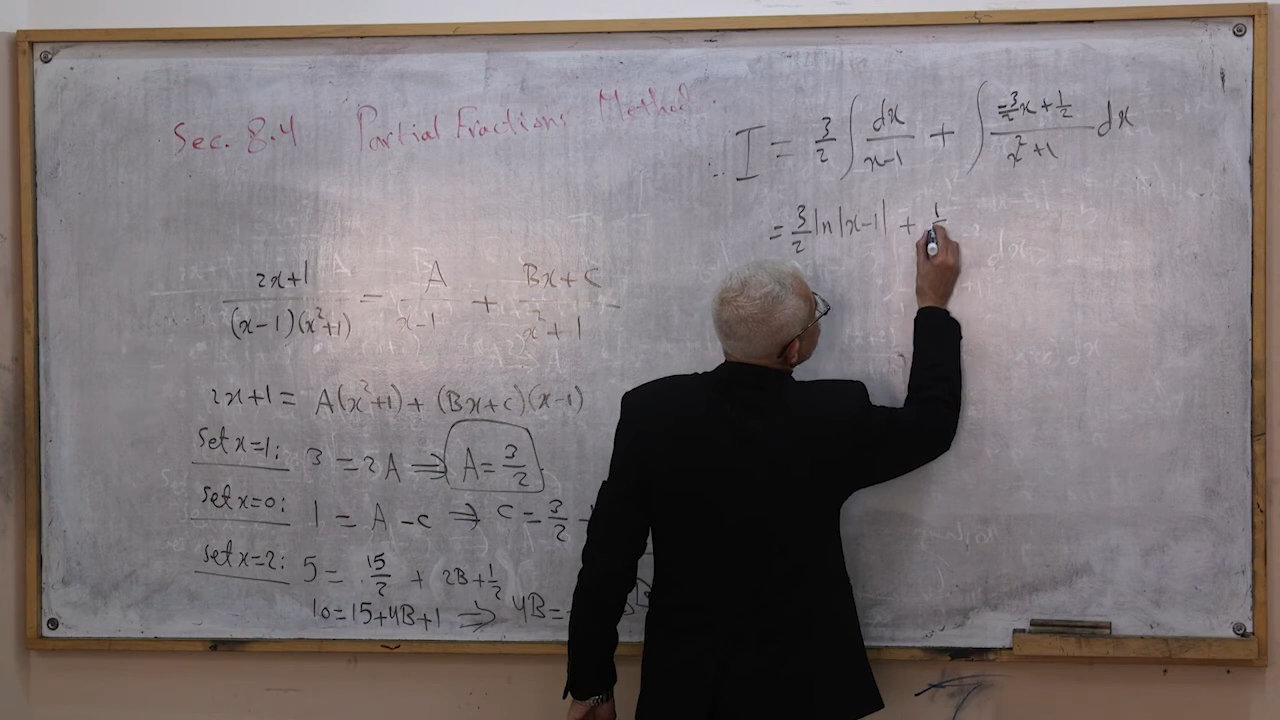 Sec. 8.4 Partial Fractions Method
(2x+1)/((x-1)(x²+1)) = A/(x-1) + (Bx+C)/(x²+1)
2x+1 = A(x²+1) + (Bx+C)(x-1)
Set x=1: 3 = 2A ⇒ A = 3/2
Set x=0: 1 = A - C ⇒ C = 3/2
Set x=2: 5 = 15/2 + 2B + 1/2
10 = 15 + 4B + 1 ⇒ 4B =
∴ I = 3/2 ∫ dx/(x-1) + ∫ (-3/2 x + 1/2)/(x²+1) dx
= 3/2 ln|x-1| + 1